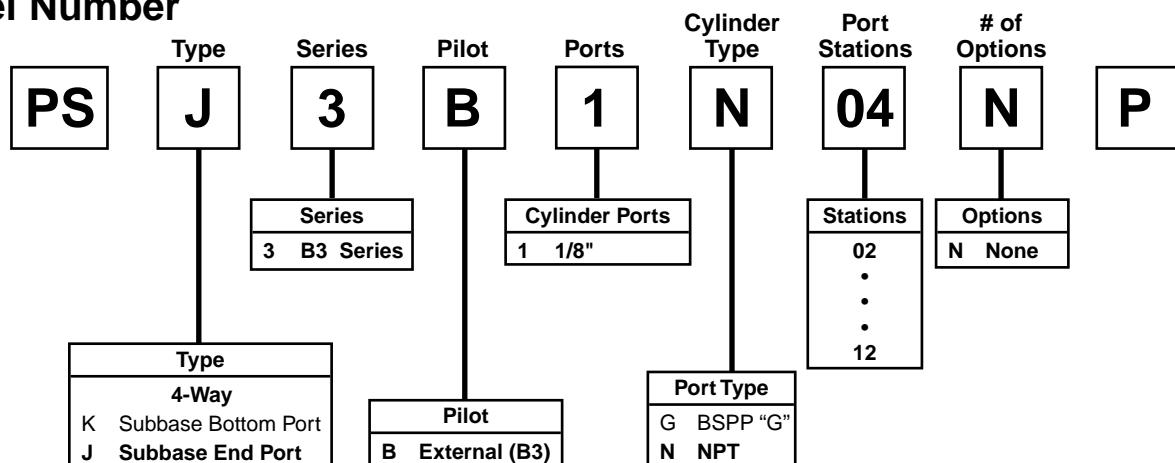 Number
Cylinder Port # of
Type Series Pilot Ports Type Stations Options
PS J 3 B 1 N 04 N P
Series
3 B3 Series
Cylinder Ports
1 1/8"
Stations
02
•
•
•
12
Options
N None
Type
4-Way
K Subbase Bottom Port
J Subbase End Port
Pilot
B External (B3)
Port Type
G BSPP “G”
N NPT